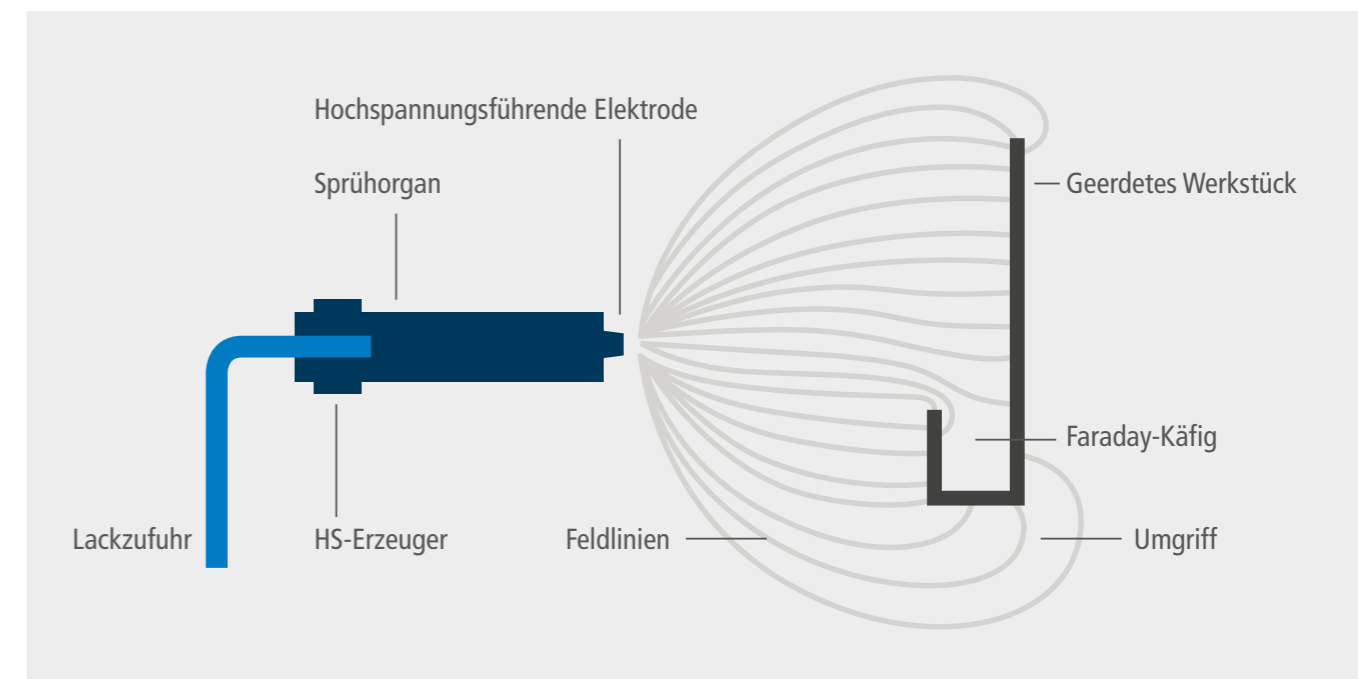 Hochspannungsführende Elektrode
Sprühorgan
Geerdetes Werkstück
Faraday-Käfig
Lackzufuhr
HS-Erzeuger
Feldlinien
Umgriff